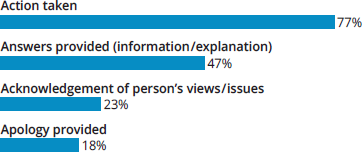 Action taken
77%
Answers provided (information/explanation)
47%
Acknowledgement of person’s views/issues
23%
Apology provided
18%